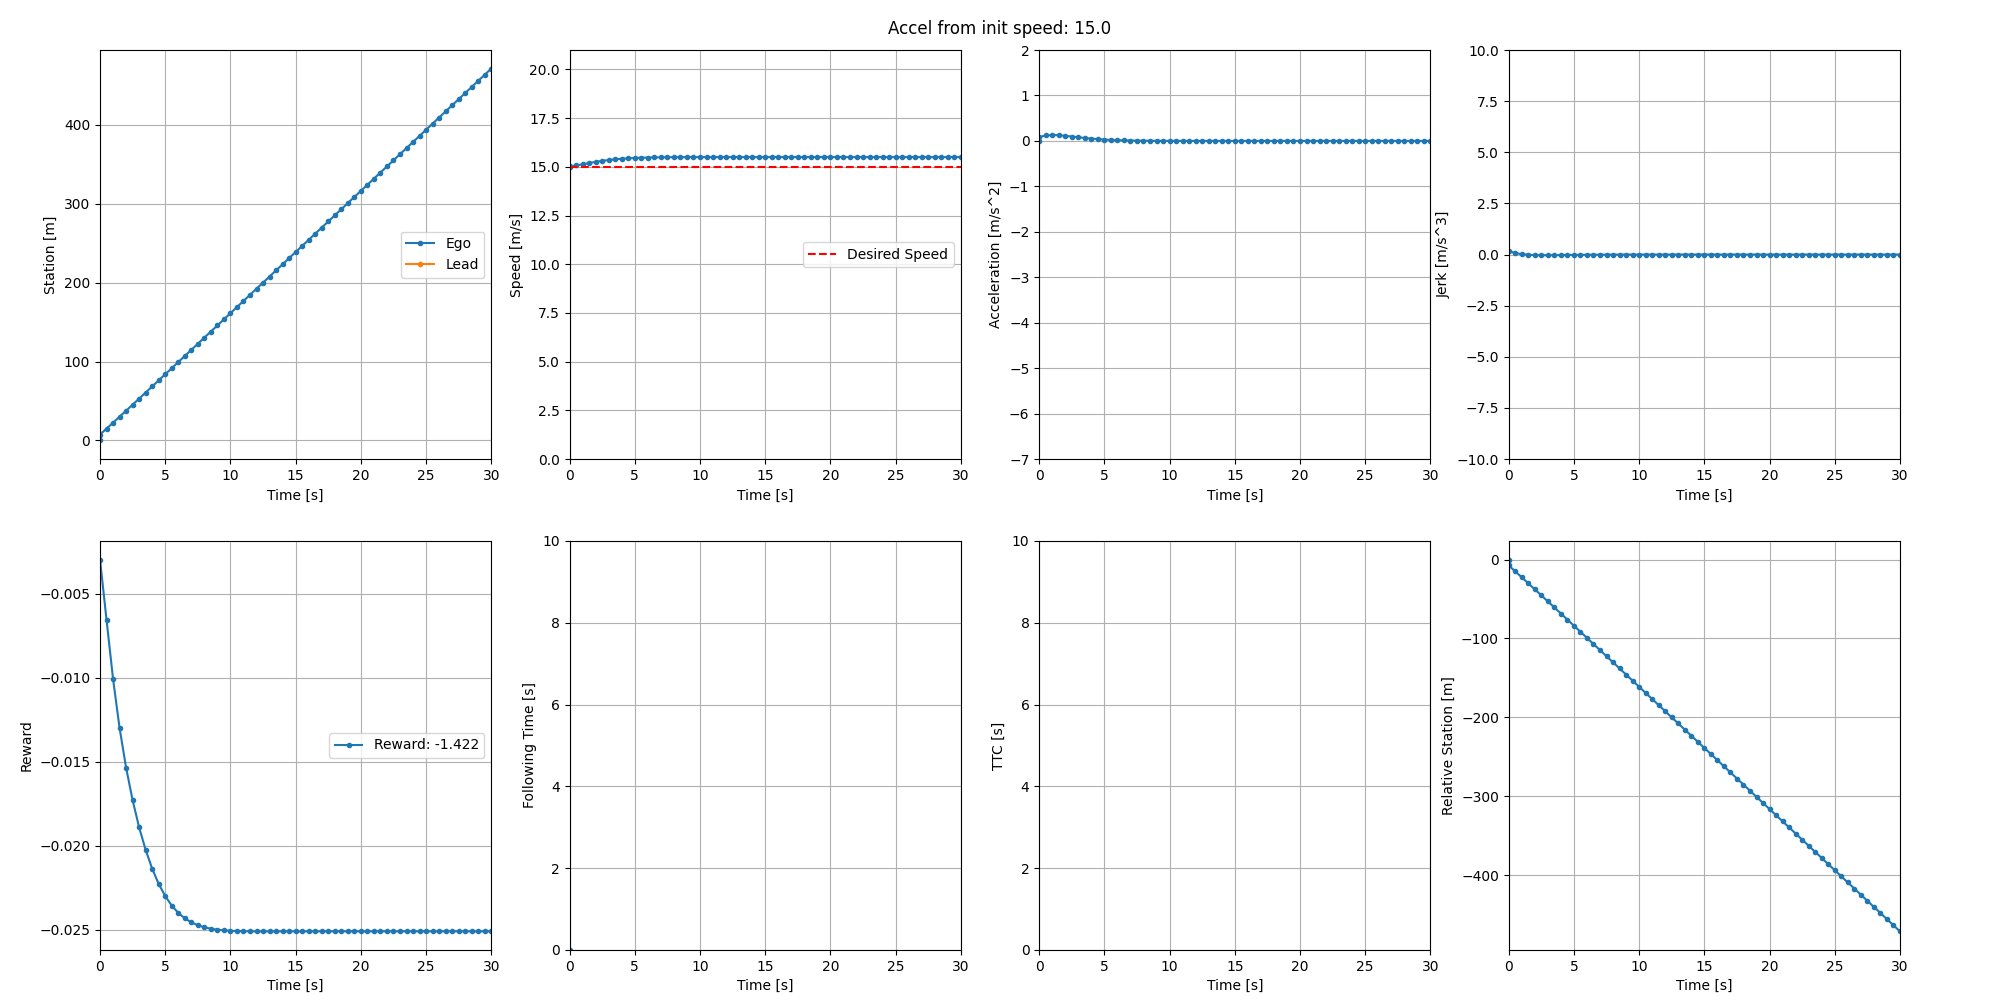 Accel from init speed: 15.0
400
300
200
100
0
Station [m]
Ego
Lead
0 5 10 15 20 25 30
Time [s]
20.0
17.5
15.0
12.5
10.0
7.5
5.0
2.5
0.0
Speed [m/s]
Desired Speed
0 5 10 15 20 25 30
Time [s]
2
1
0
−1
−2
−3
−4
−5
−6
−7
Acceleration [m/s^2]
0 5 10 15 20 25 30
Time [s]
10.0
7.5
5.0
2.5
0.0
−2.5
−5.0
−7.5
−10.0
Jerk [m/s^3]
0 5 10 15 20 25 30
Time [s]
−0.005
−0.010
−0.015
−0.020
−0.025
Reward
Reward: -1.422
0 5 10 15 20 25 30
Time [s]
10
8
6
4
2
0
Following Time [s]
0 5 10 15 20 25 30
Time [s]
10
8
6
4
2
0
TTC [s]
0 5 10 15 20 25 30
Time [s]
0
−100
−200
−300
−400
Relative Station [m]
0 5 10 15 20 25 30
Time [s]